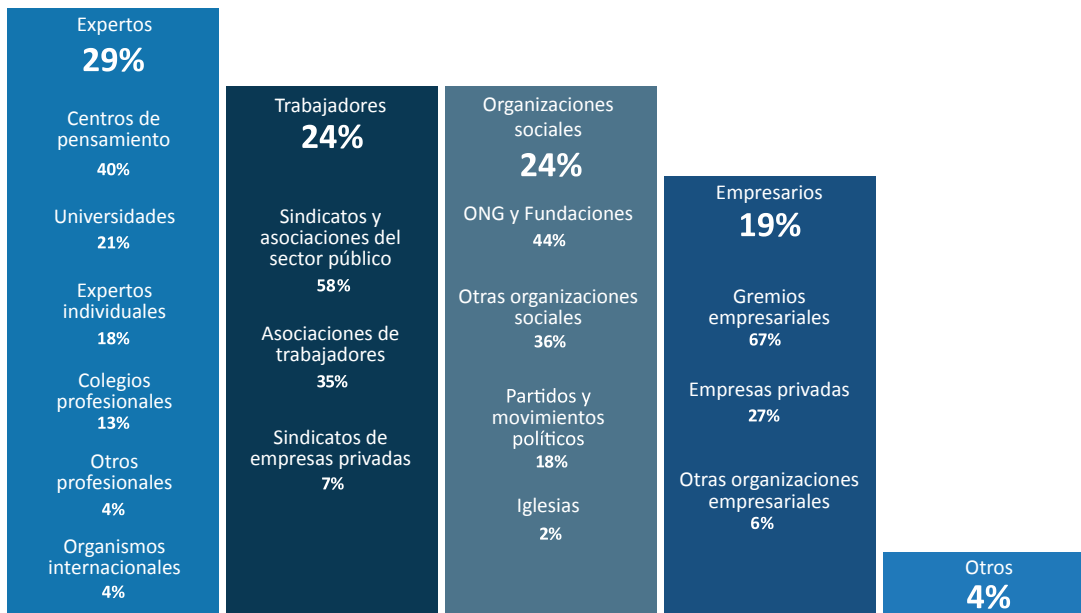 Expertos
29%
Centros de
pensamiento
40%
Universidades
21%
Expertos
individuales
18%
Colegios
profesionales
13%
Otros
profesionales
4%
Organismos
internacionales
4%
Trabajadores
24%
Sindicatos y
asociaciones del
sector público
58%
Asociaciones de
trabajadores
35%
Sindicatos de
empresas privadas
7%
Organizaciones
sociales
24%
ONG y Fundaciones
44%
Otras organizaciones
sociales
36%
Partidos y
movimientos
políticos
18%
Iglesias
2%
Empresarios
19%
Gremios
empresariales
67%
Empresas privadas
27%
Otras organizaciones
empresariales
6%
Otros
4%